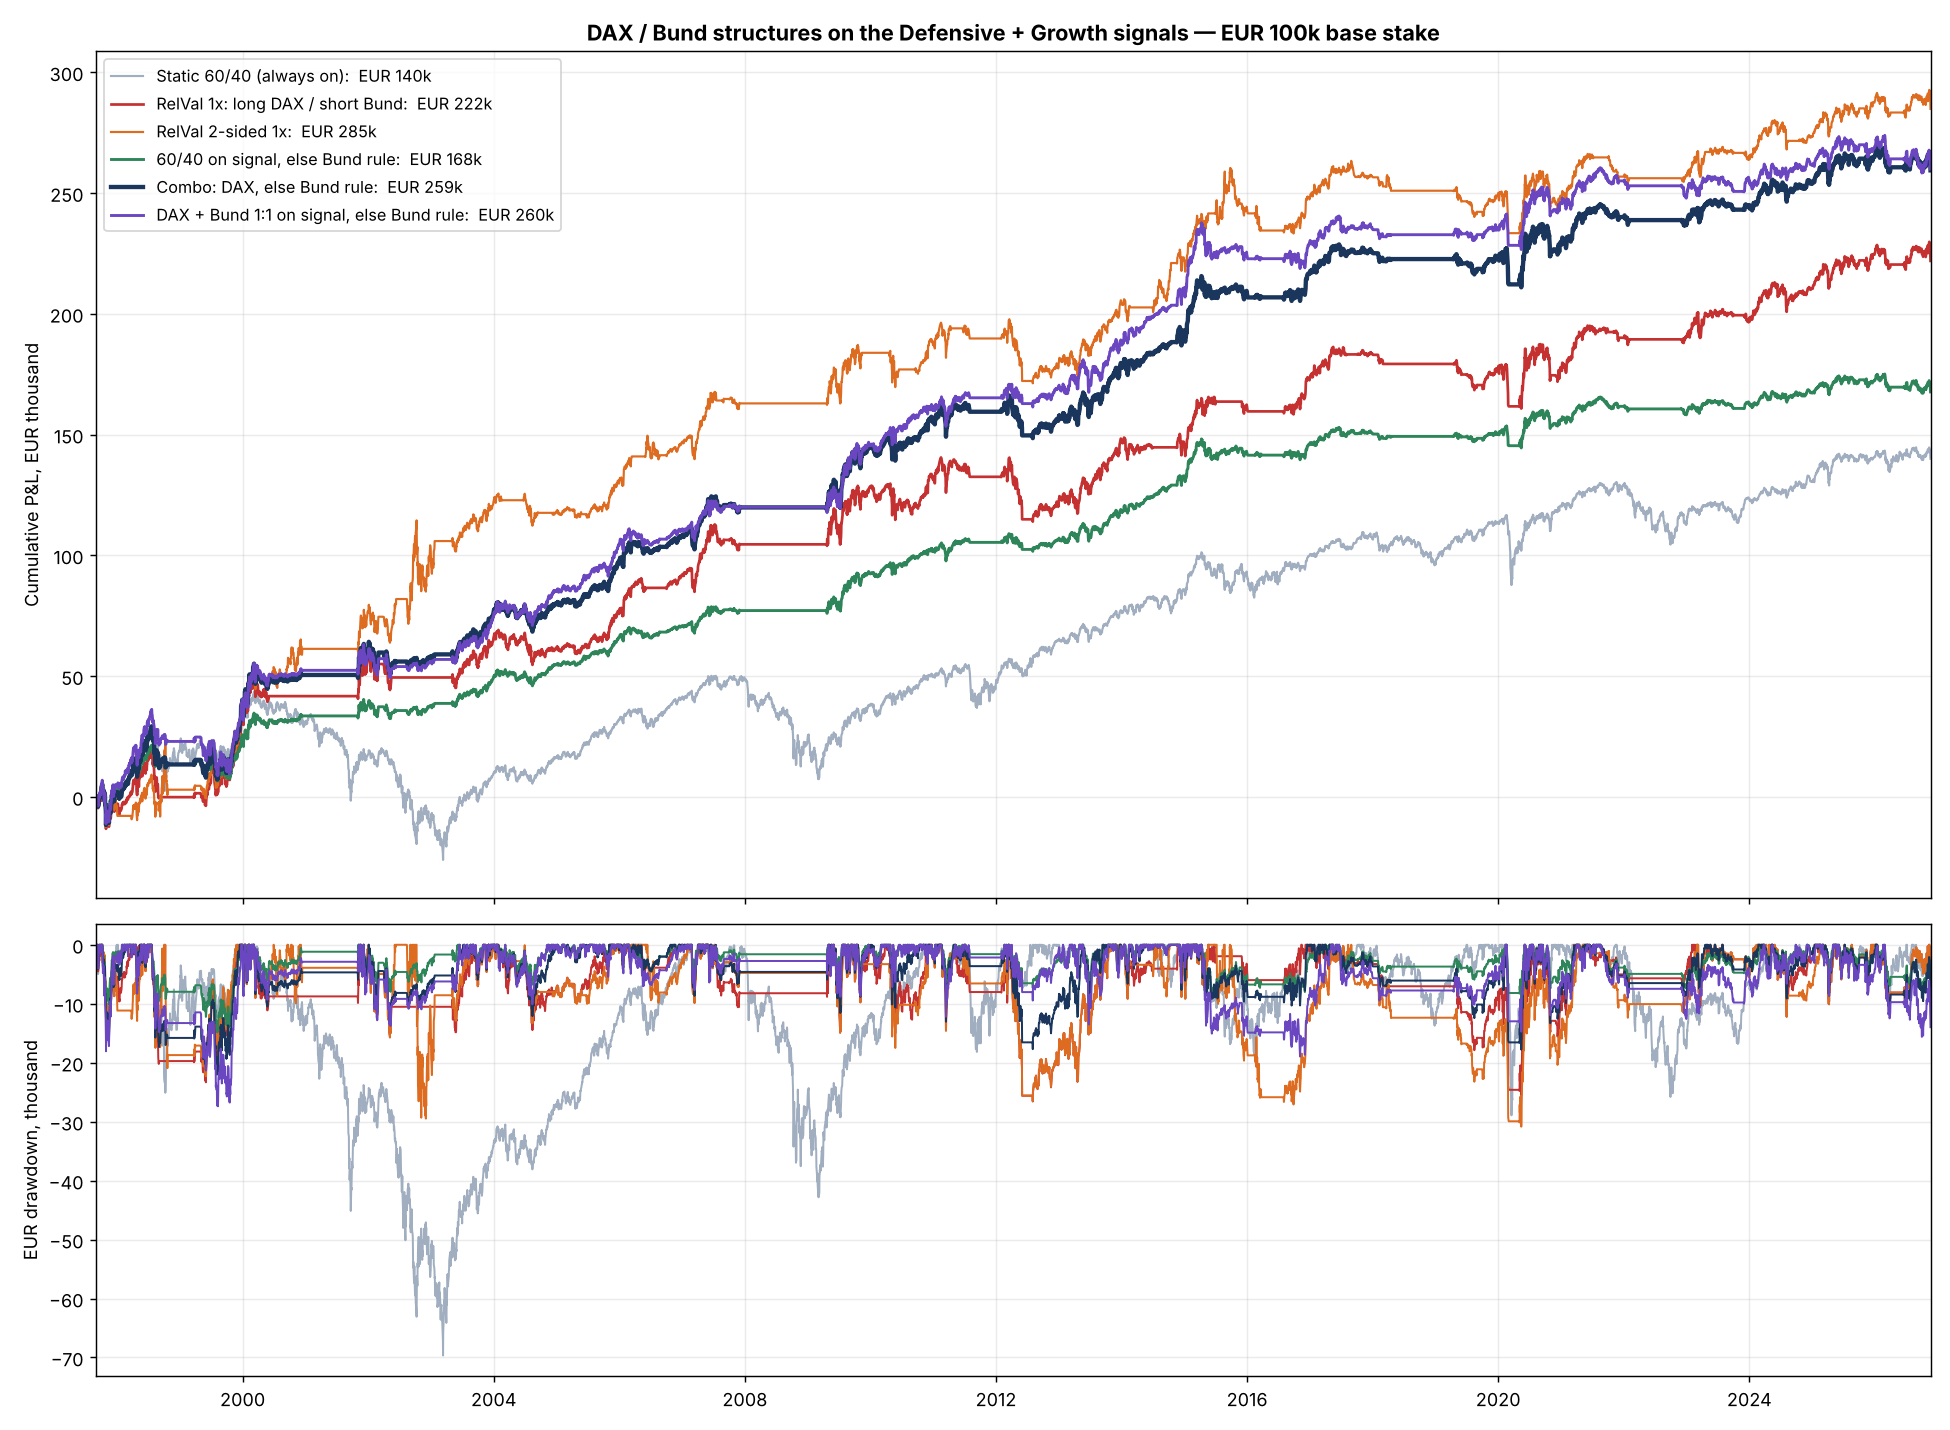 DAX / Bund structures on the Defensive + Growth signals — EUR 100k base stake
Static 60/40 (always on):  EUR 140k
RelVal 1x: long DAX / short Bund:  EUR 222k
RelVal 2-sided 1x:  EUR 285k
60/40 on signal, else Bund rule:  EUR 168k
Combo: DAX, else Bund rule:  EUR 259k
DAX + Bund 1:1 on signal, else Bund rule:  EUR 260k
Cumulative P&L, EUR thousand
300
250
200
150
100
50
0
EUR drawdown, thousand
0
−10
−20
−30
−40
−50
−60
−70
2000
2004
2008
2012
2016
2020
2024